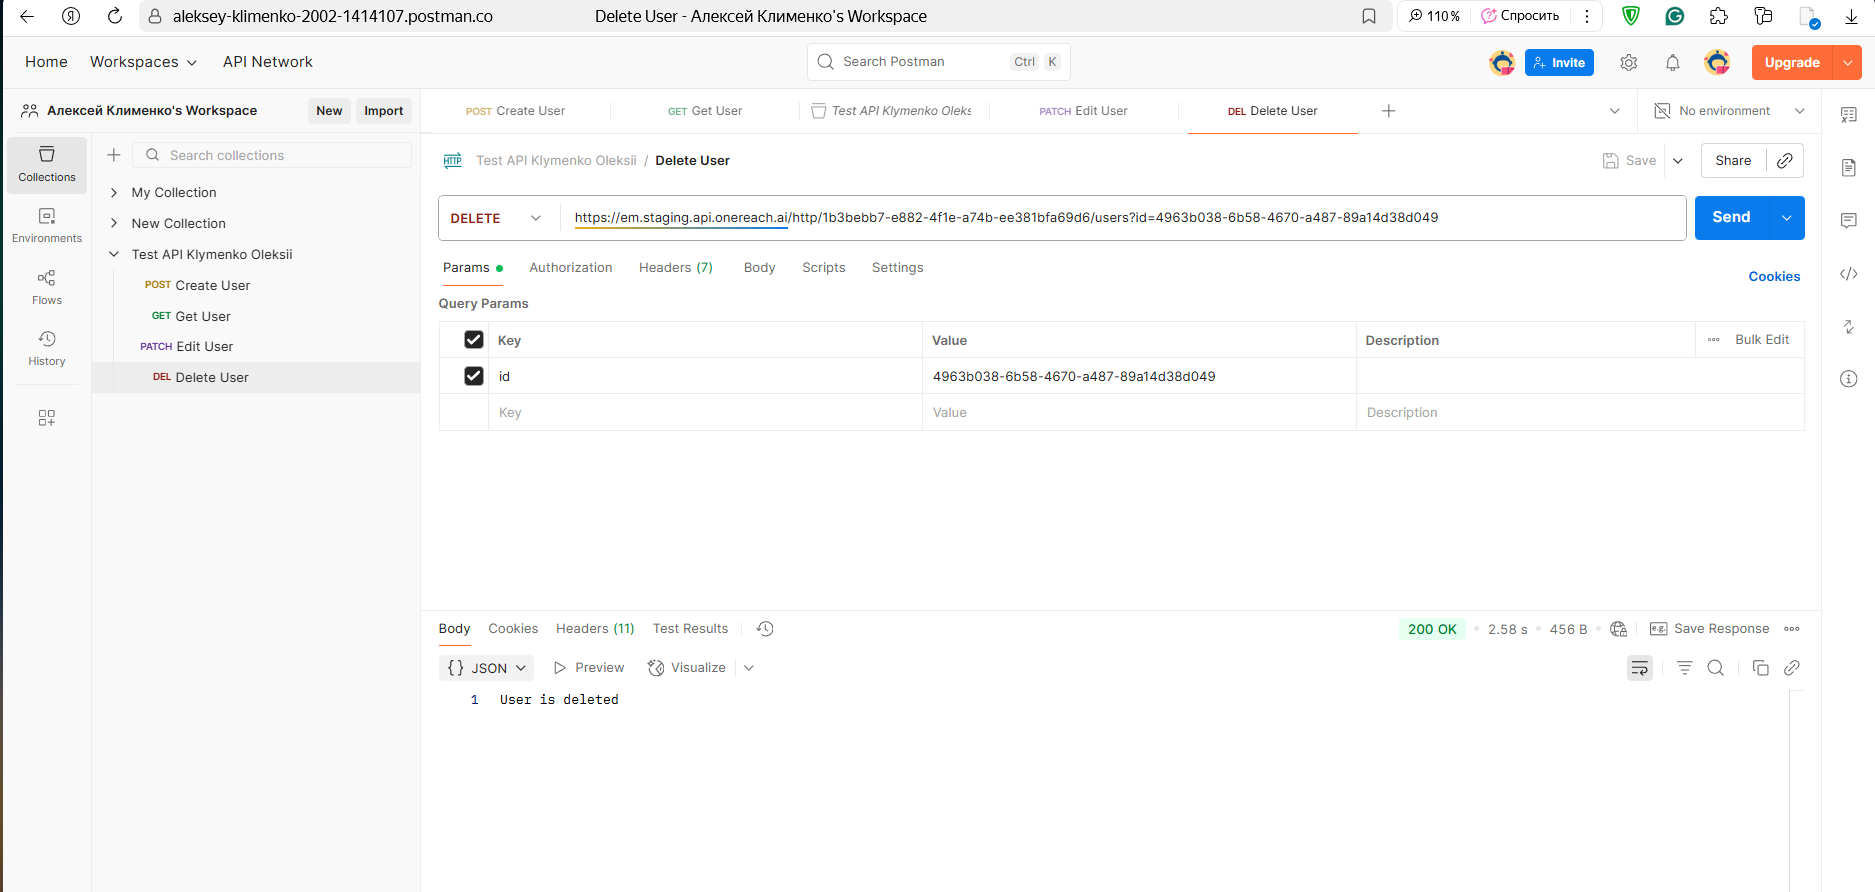 aleksey-klimenko-2002-1414107.postman.co
Delete User - Алексей Клименко's Workspace
110%
Спросить
Home
Workspaces
API Network
Search Postman
Ctrl
K
Invite
Upgrade
Алексей Клименко's Workspace
New
Import
POST Create User
GET Get User
Test API Klymenko Oleks
PATCH Edit User
DEL Delete User
No environment
Collections
Environments
Flows
History
Search collections
My Collection
New Collection
Test API Klymenko Oleksii
POST Create User
GET Get User
PATCH Edit User
DEL Delete User
HTTP
Test API Klymenko Oleksii / Delete User
Save
Share
DELETE
https://em.staging.api.onereach.ai/http/1b3bebb7-e882-4f1e-a74b-ee381bfa69d6/users?id=4963b038-6b58-4670-a487-89a14d38d049
Send
Params
Authorization
Headers (7)
Body
Scripts
Settings
Cookies
Query Params
Key
Value
Description
Bulk Edit
id
4963b038-6b58-4670-a487-89a14d38d049
Key
Value
Description
Body
Cookies
Headers (11)
Test Results
200 OK
2.58 s
456 B
e.g.
Save Response
{} JSON
Preview
Visualize
1
User is deleted